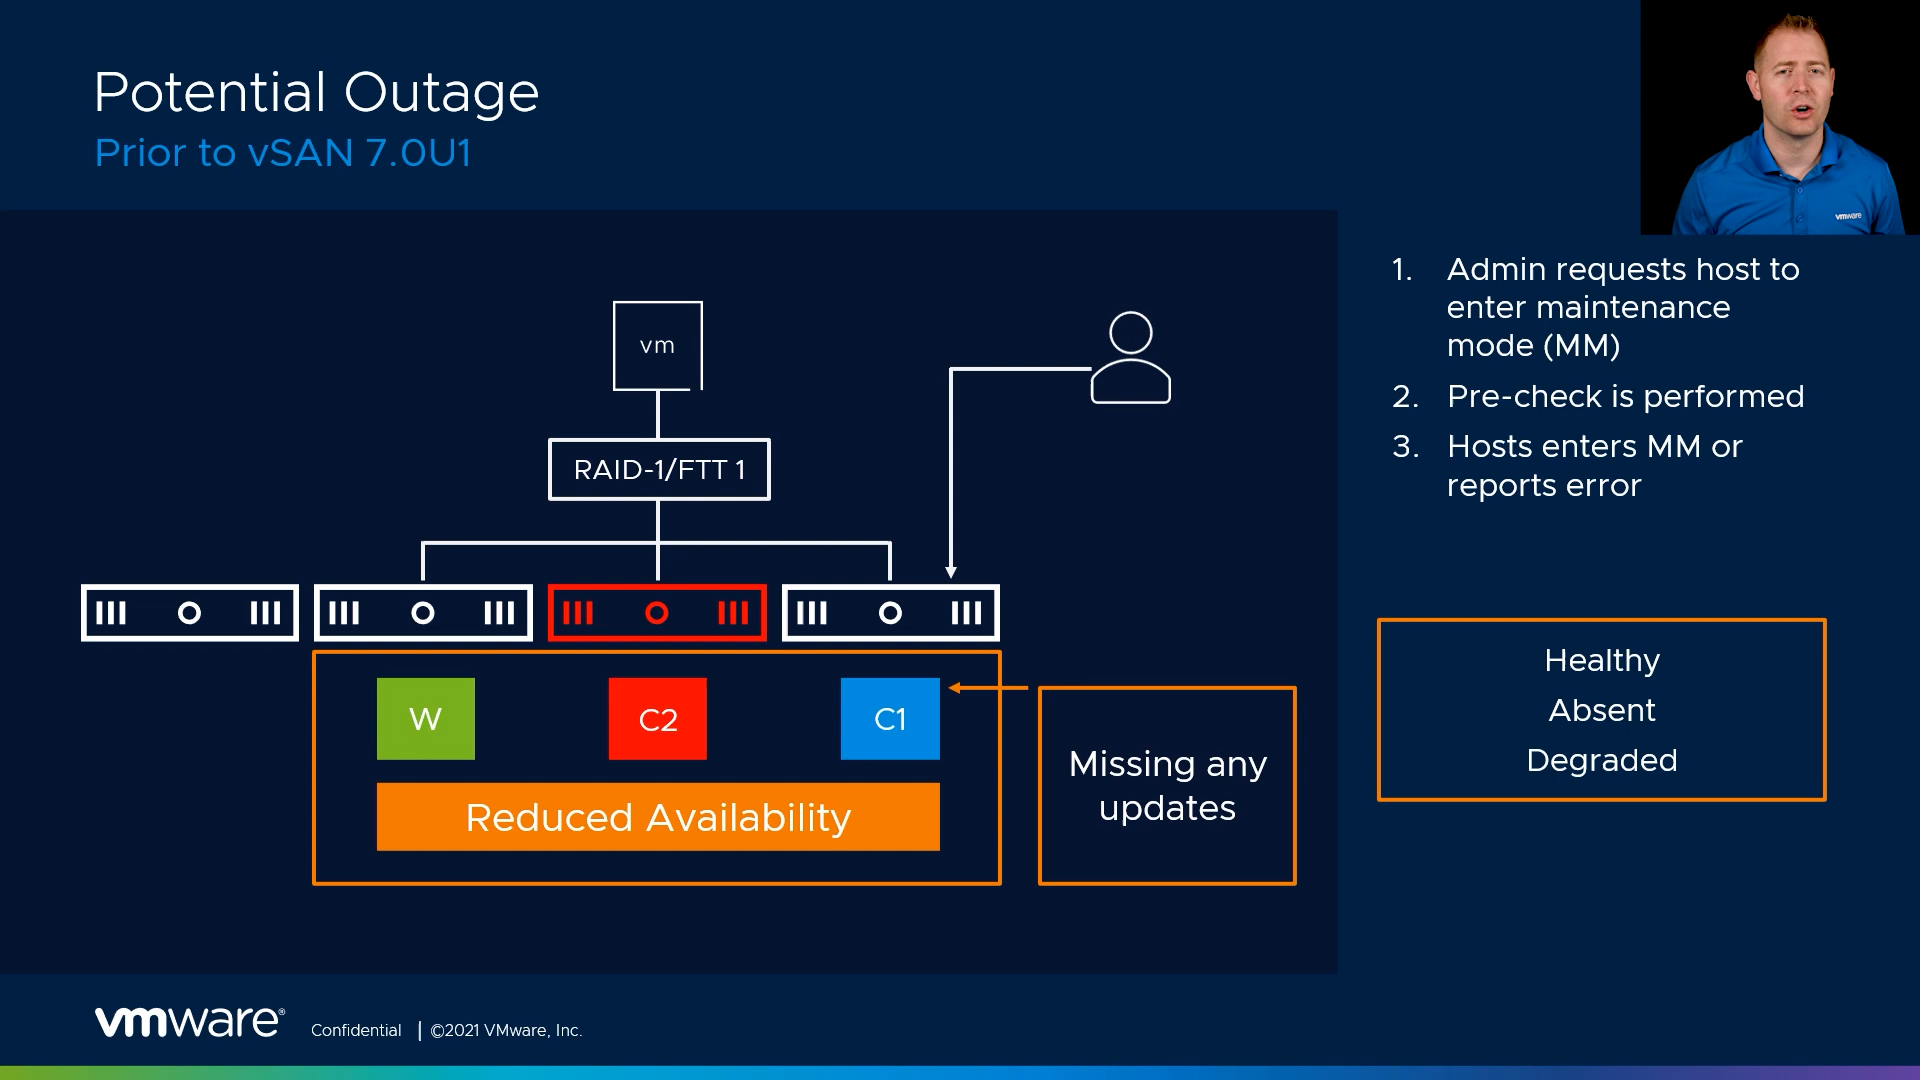 Potential Outage
Prior to vSAN 7.0U1
vmware
1. Admin requests host to
enter maintenance
mode (MM)
2. Pre-check is performed
3. Hosts enters MM or
reports error
vm
RAID-1/FTT 1
W
C2
C1
Reduced Availability
Missing any
updates
Healthy
Absent
Degraded
vmware® Confidential | ©2021 VMware, Inc.